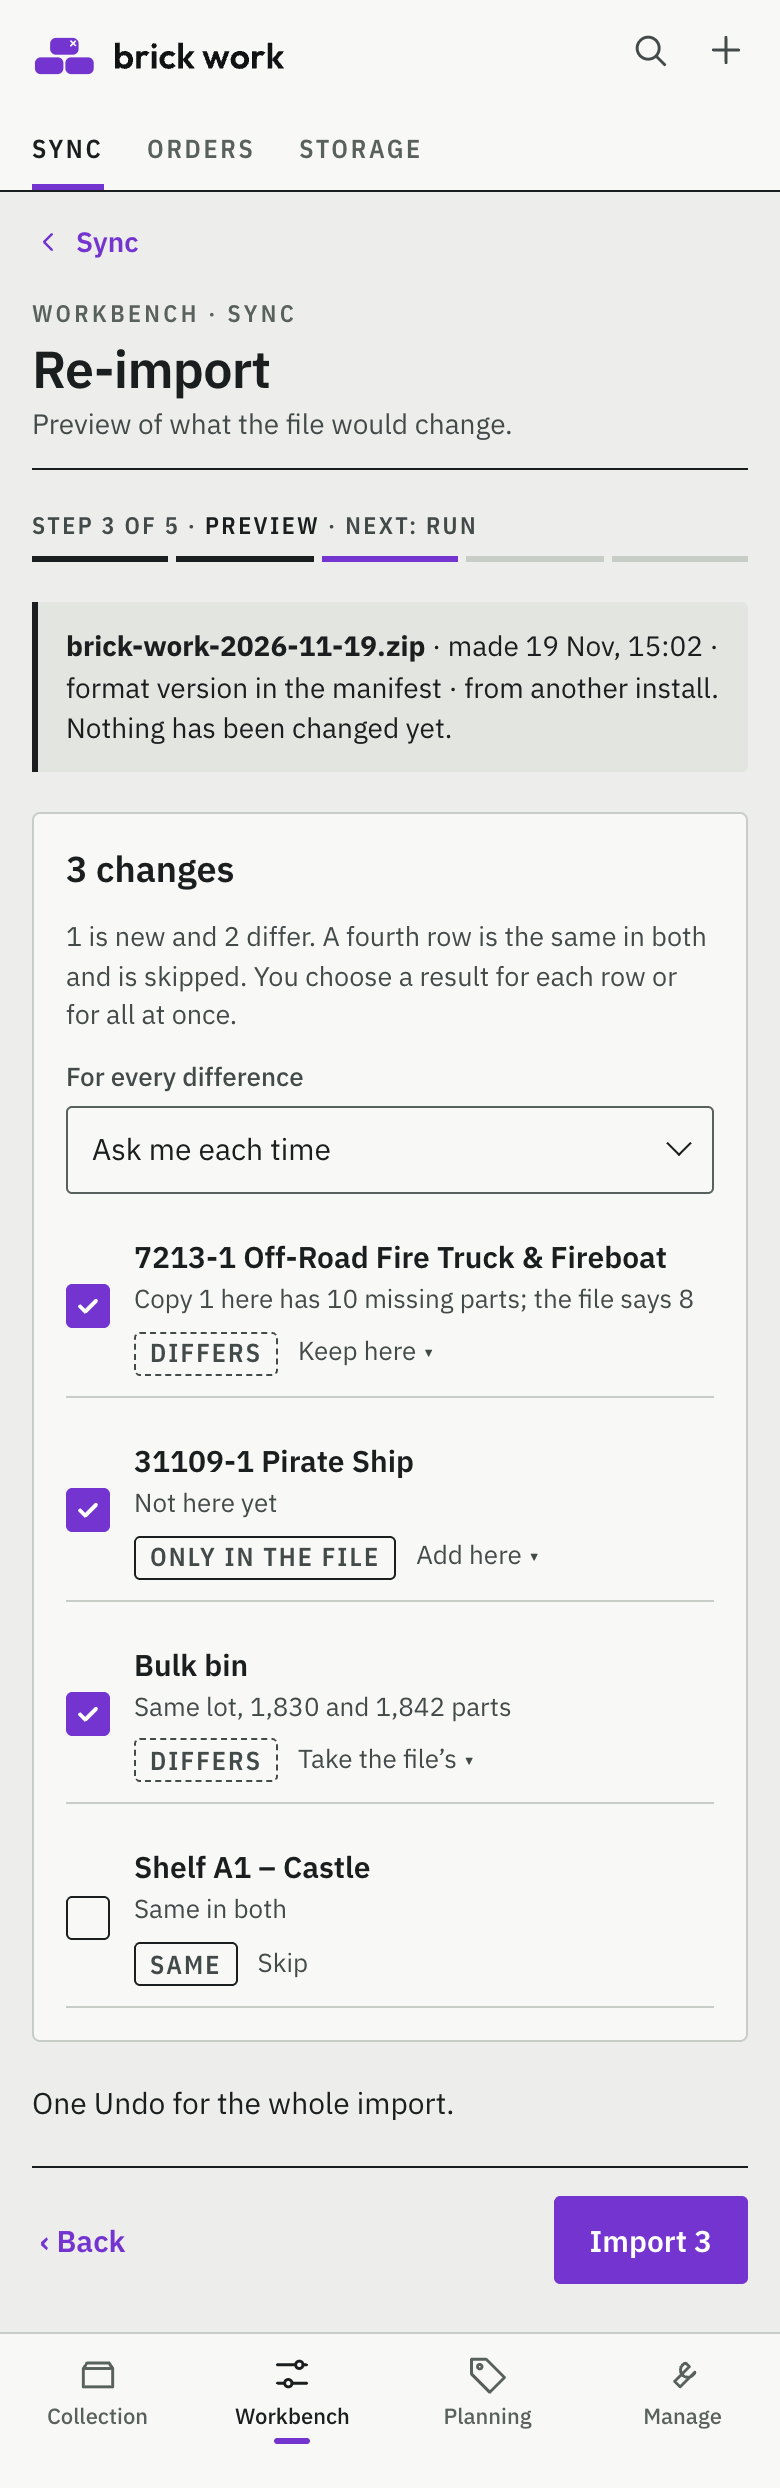 brick work
SYNC ORDERS STORAGE
‹ Sync
WORKBENCH · SYNC
Re-import
Preview of what the file would change.
STEP 3 OF 5 · PREVIEW · NEXT: RUN
brick-work-2026-11-19.zip · made 19 Nov, 15:02 ·
format version in the manifest · from another install.
Nothing has been changed yet.
3 changes
1 is new and 2 differ. A fourth row is the same in both
and is skipped. You choose a result for each row or
for all at once.
For every difference
Ask me each time
7213-1 Off-Road Fire Truck & Fireboat
Copy 1 here has 10 missing parts; the file says 8
DIFFERS Keep here ▾
31109-1 Pirate Ship
Not here yet
ONLY IN THE FILE Add here ▾
Bulk bin
Same lot, 1,830 and 1,842 parts
DIFFERS Take the file’s ▾
Shelf A1 – Castle
Same in both
SAME Skip
One Undo for the whole import.
‹ Back Import 3
Collection Workbench Planning Manage